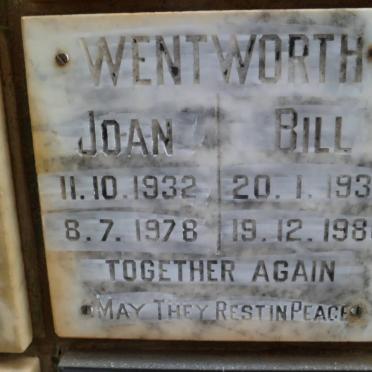 WENTWORTH
JOAN BILL
11.10.1932 20.1.193
8.7.1978 19.12.198
TOGETHER AGAIN
MAY THEY REST IN PEACE